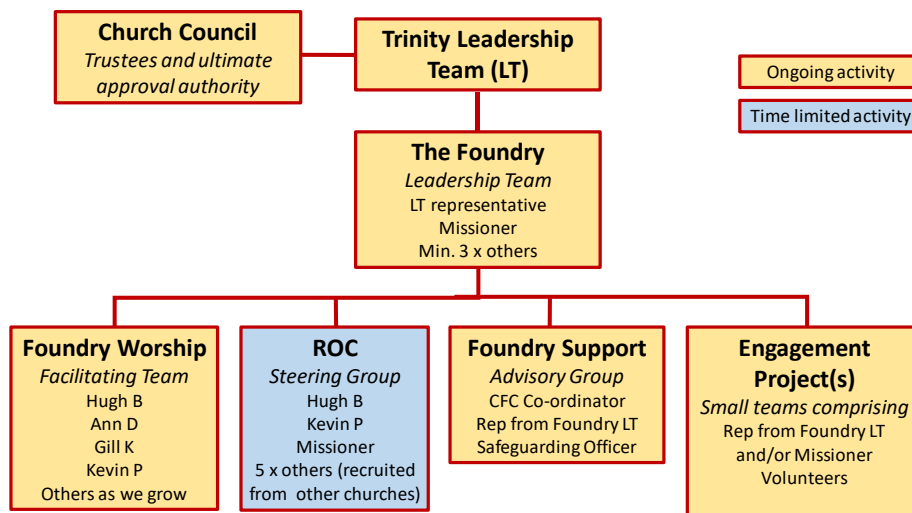 Church Council
Trustees and ultimate
approval authority
Trinity Leadership
Team (LT)
Ongoing activity
Time limited activity
The Foundry
Leadership Team
LT representative
Missioner
Min. 3 x others
Foundry Worship
Facilitating Team
Hugh B
Ann D
Gill K
Kevin P
Others as we grow
ROC
Steering Group
Hugh B
Kevin P
Missioner
5 x others (recruited
from other churches)
Foundry Support
Advisory Group
CFC Co-ordinator
Rep from Foundry LT
Safeguarding Officer
Engagement
Project(s)
Small teams comprising
Rep from Foundry LT
and/or Missioner
Volunteers